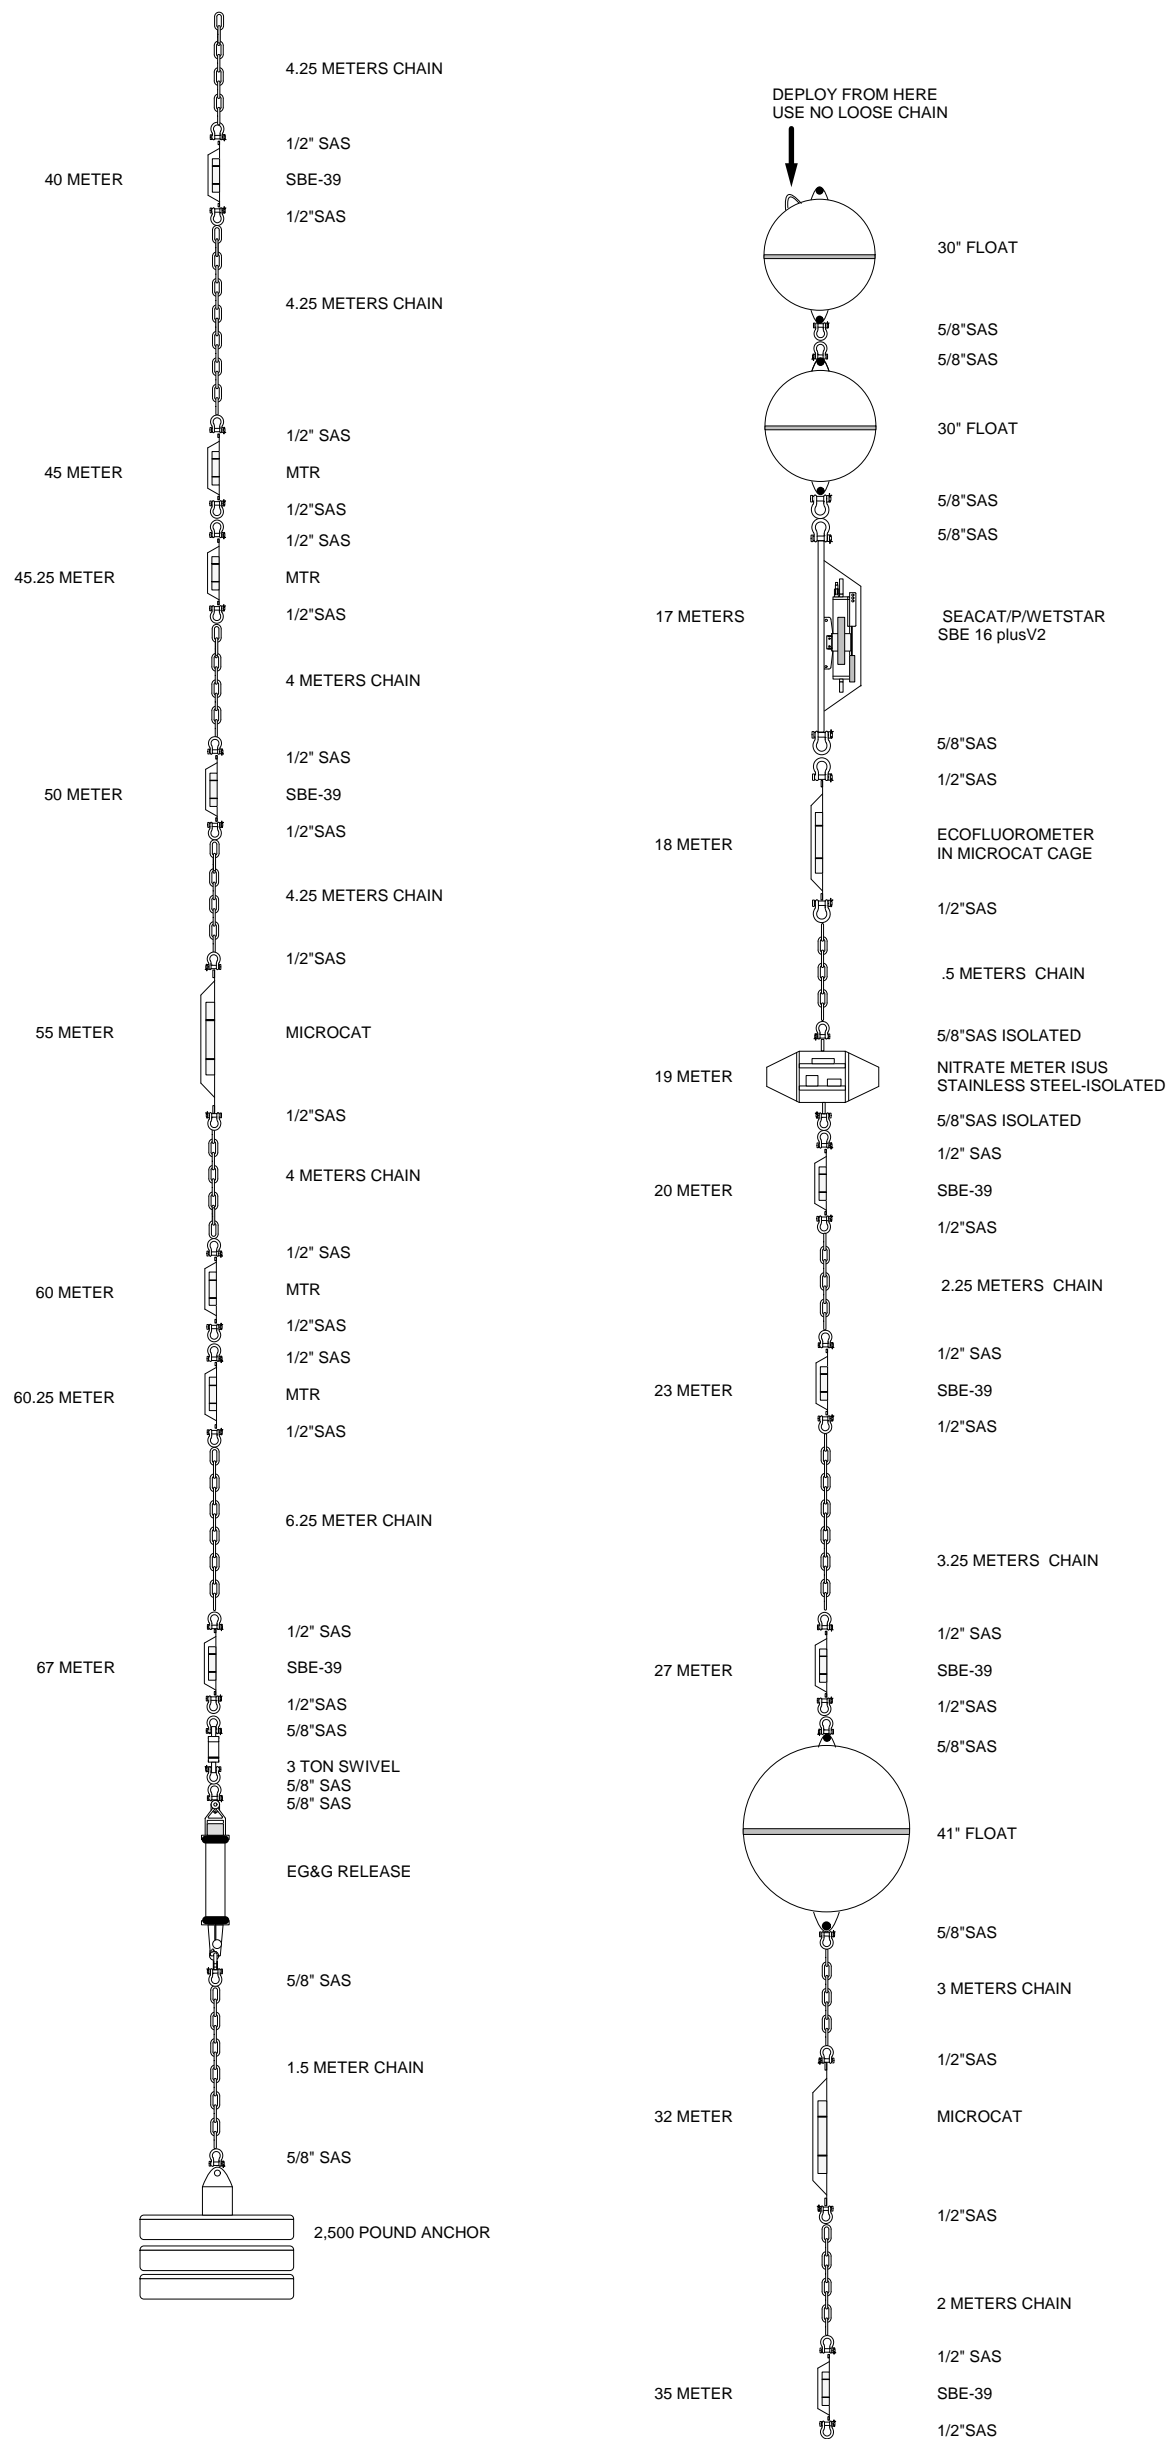 4.25 METERS CHAIN
1/2" SAS
40 METER
SBE-39
1/2"SAS
4.25 METERS CHAIN
1/2" SAS
45 METER
MTR
1/2"SAS
1/2" SAS
45.25 METER
MTR
1/2"SAS
4 METERS CHAIN
1/2" SAS
50 METER
SBE-39
1/2"SAS
4.25 METERS CHAIN
1/2"SAS
55 METER
MICROCAT
1/2"SAS
4 METERS CHAIN
1/2" SAS
60 METER
MTR
1/2"SAS
1/2" SAS
60.25 METER
MTR
1/2"SAS
6.25 METER CHAIN
1/2" SAS
67 METER
SBE-39
1/2"SAS
5/8"SAS
3 TON SWIVEL
5/8" SAS
5/8" SAS
EG&G RELEASE
5/8" SAS
1.5 METER CHAIN
5/8" SAS
2,500 POUND ANCHOR
DEPLOY FROM HERE
USE NO LOOSE CHAIN
30" FLOAT
5/8"SAS
5/8"SAS
30" FLOAT
5/8"SAS
5/8"SAS
17 METERS
SEACAT/P/WETSTAR
SBE 16 plusV2
5/8"SAS
1/2"SAS
18 METER
ECOFLUOROMETER
IN MICROCAT CAGE
1/2"SAS
.5 METERS CHAIN
5/8"SAS ISOLATED
19 METER
NITRATE METER ISUS
STAINLESS STEEL-ISOLATED
5/8"SAS ISOLATED
1/2" SAS
20 METER
SBE-39
1/2"SAS
2.25 METERS CHAIN
1/2" SAS
23 METER
SBE-39
1/2"SAS
3.25 METERS CHAIN
1/2" SAS
27 METER
SBE-39
1/2"SAS
5/8"SAS
41" FLOAT
5/8"SAS
3 METERS CHAIN
1/2"SAS
32 METER
MICROCAT
1/2"SAS
2 METERS CHAIN
1/2" SAS
35 METER
SBE-39
1/2"SAS